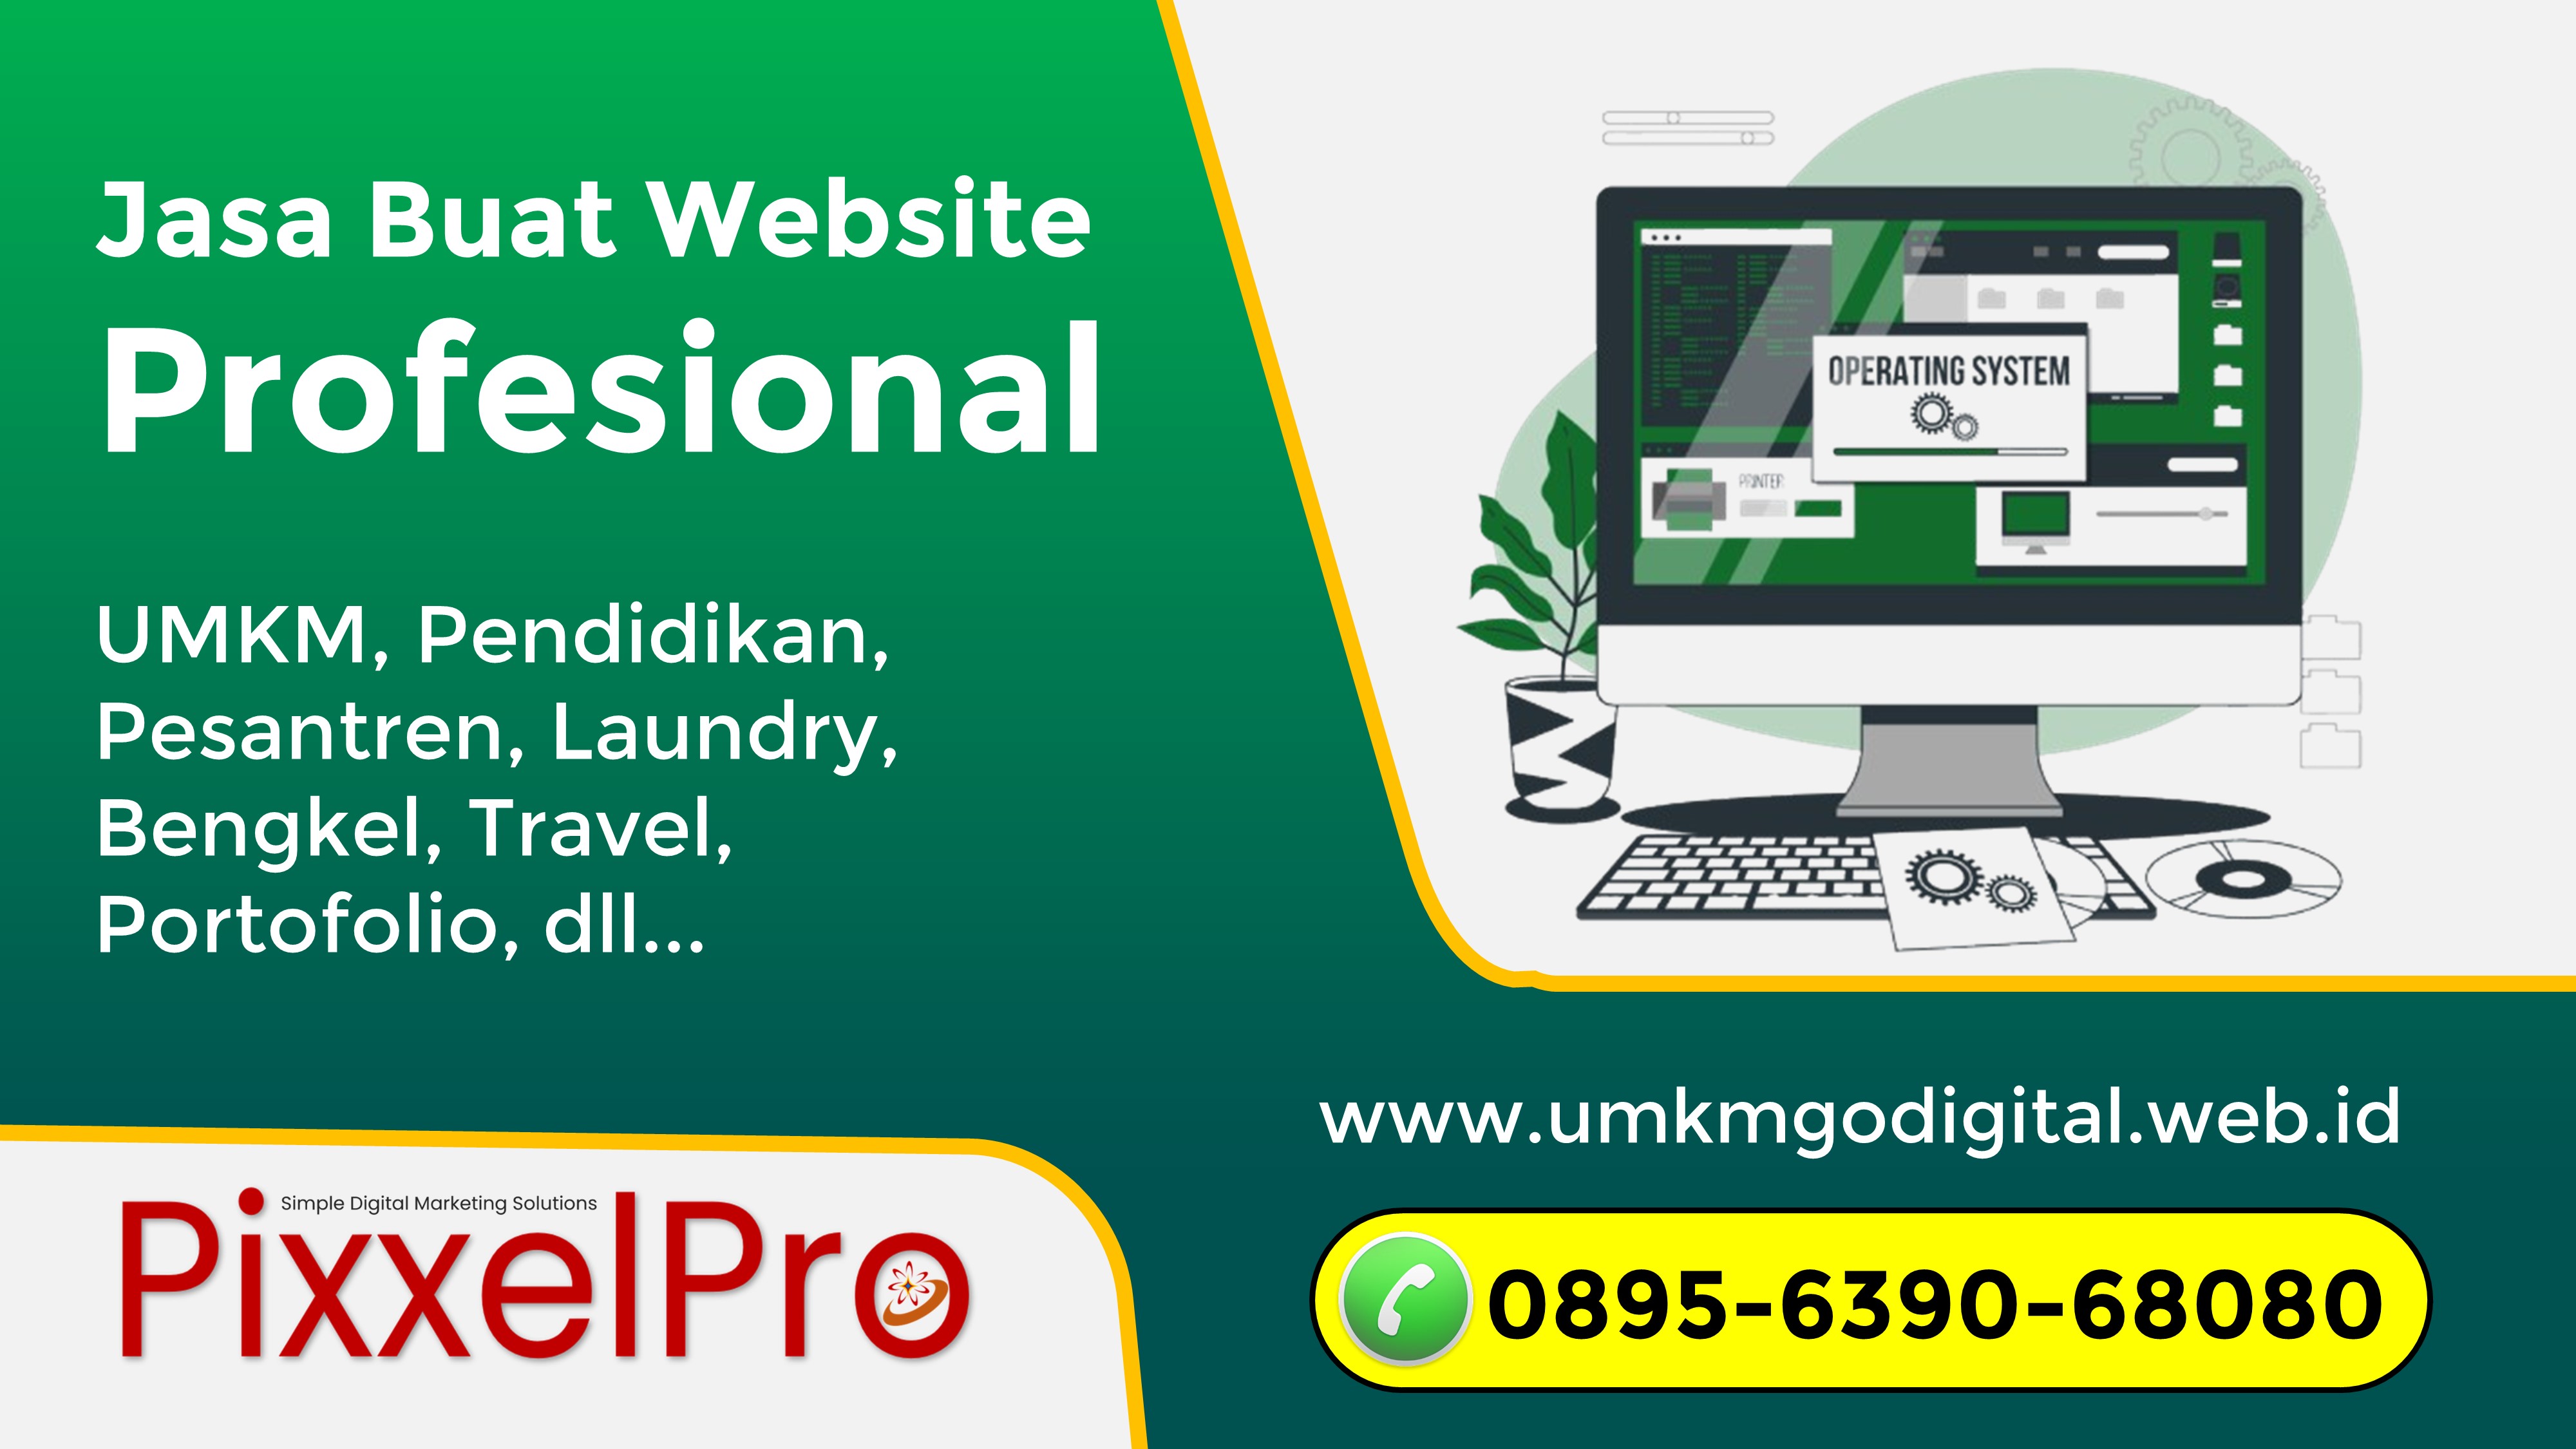 Jasa Buat Website
Profesional
UMKM, Pendidikan,
Pesantren, Laundry,
Bengkel, Travel,
Portofolio, dll...
OPERATING SYSTEM
PRINTER
www.umkmgodigital.web.id
0895-6390-68080
Simple Digital Marketing Solutions
PixxelPro